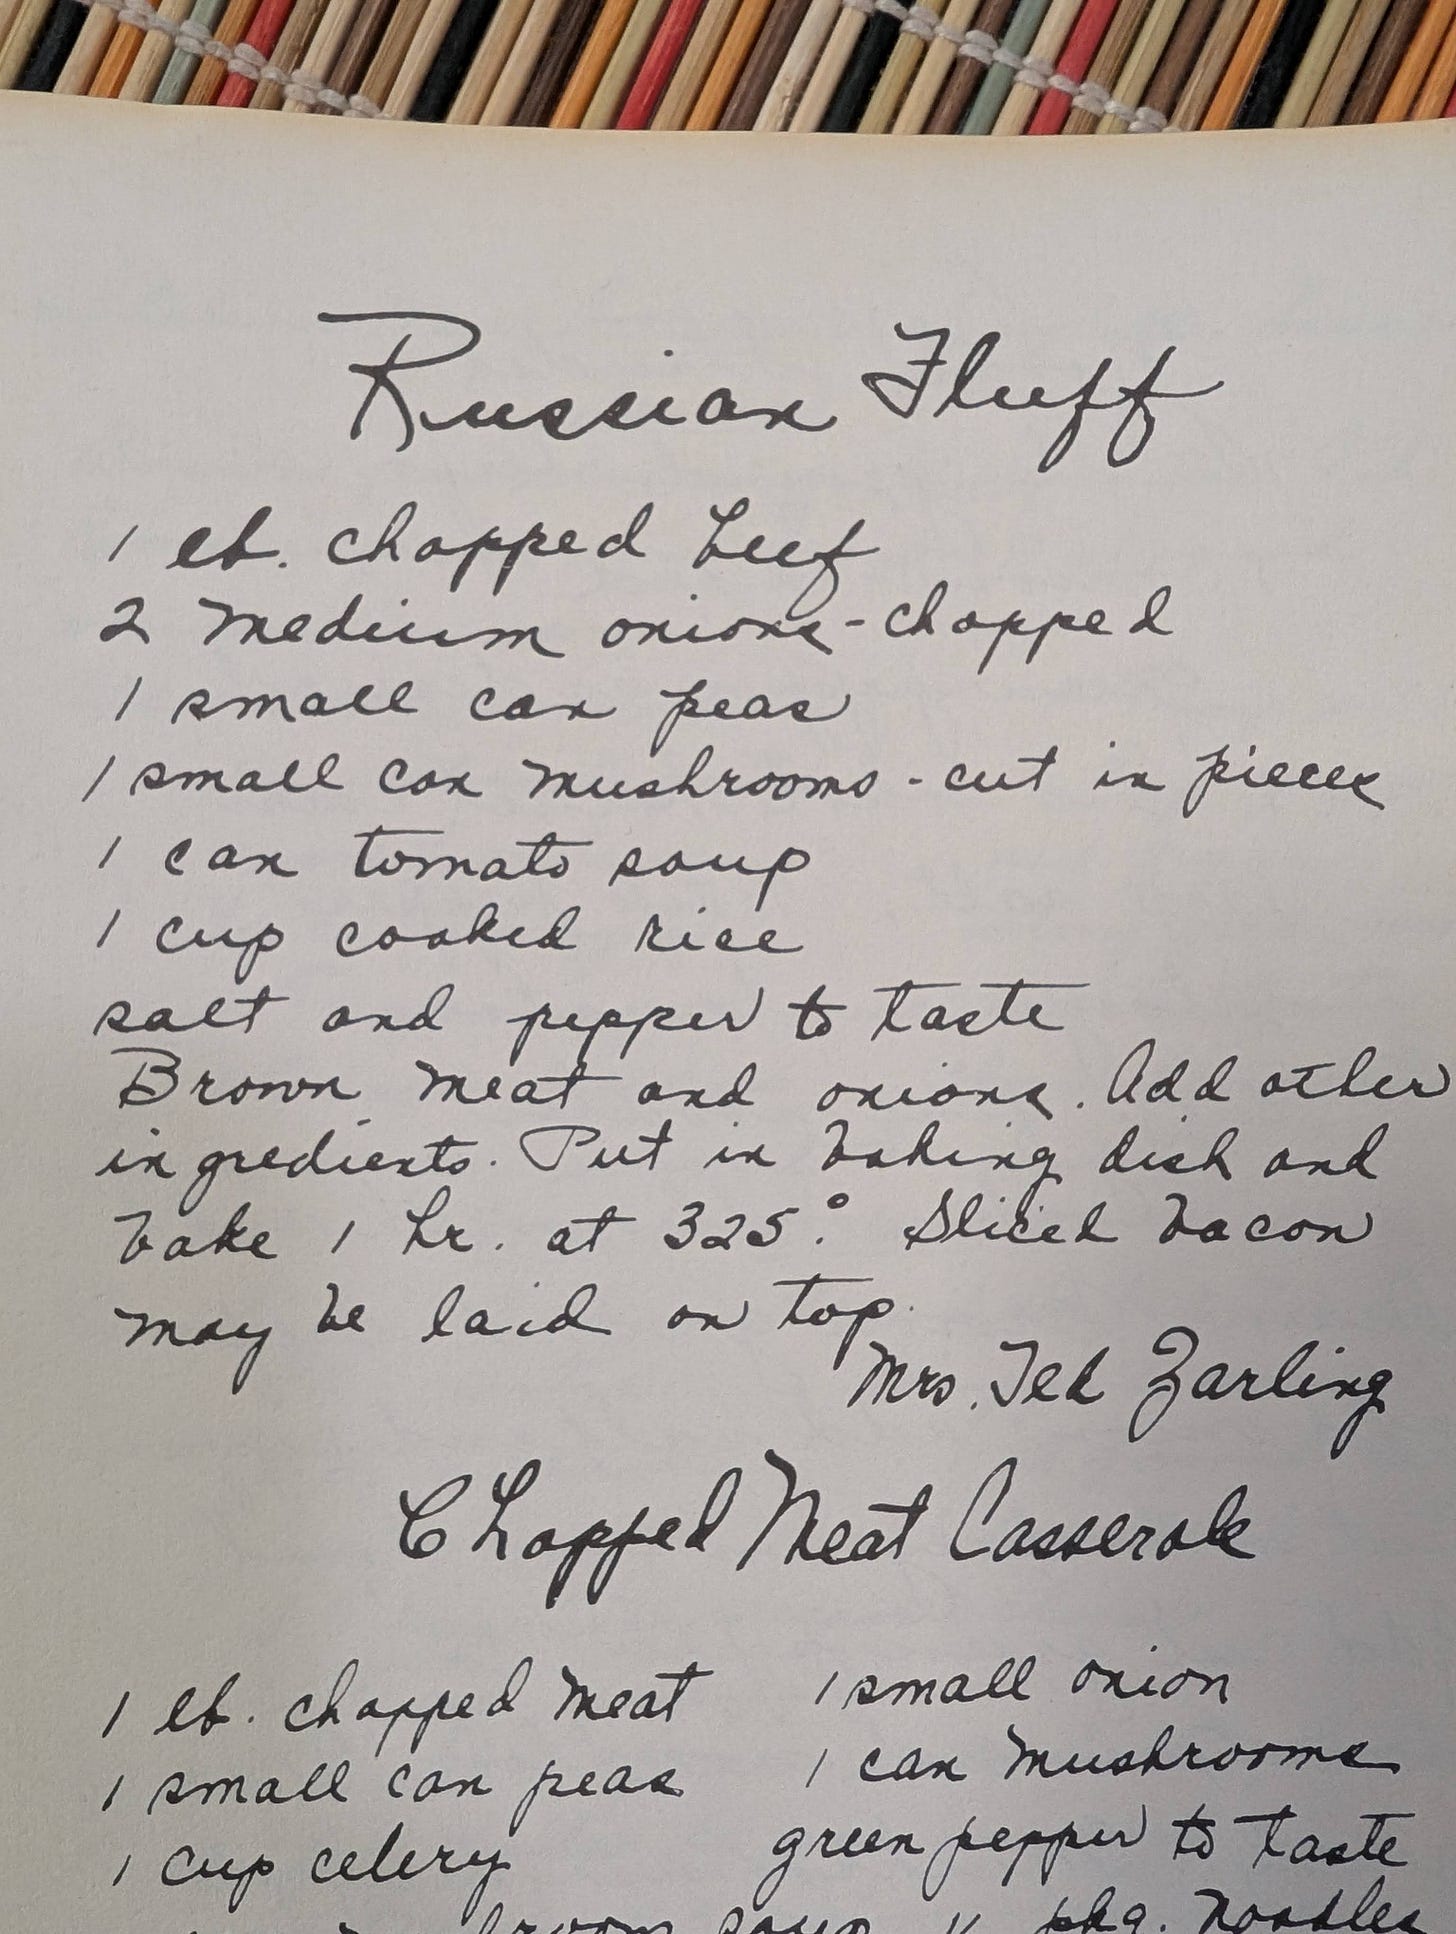 Russian Fluff
1 lb. chopped beef
2 medium onions - chopped
1 small can peas
1 small can mushrooms - cut in pieces
1 can tomato soup
1 cup cooked rice
salt and pepper to taste
Brown meat and onions. Add other
ingredients. Put in baking dish and
bake 1 hr. at 325°. Sliced bacon
may be laid on top.
Mrs. Ted Zarling
Chopped Meat Casserole
1 lb. chopped meat 1 small onion
1 small can peas 1 can mushrooms
1 cup celery green pepper to taste
soup pkg. noodles